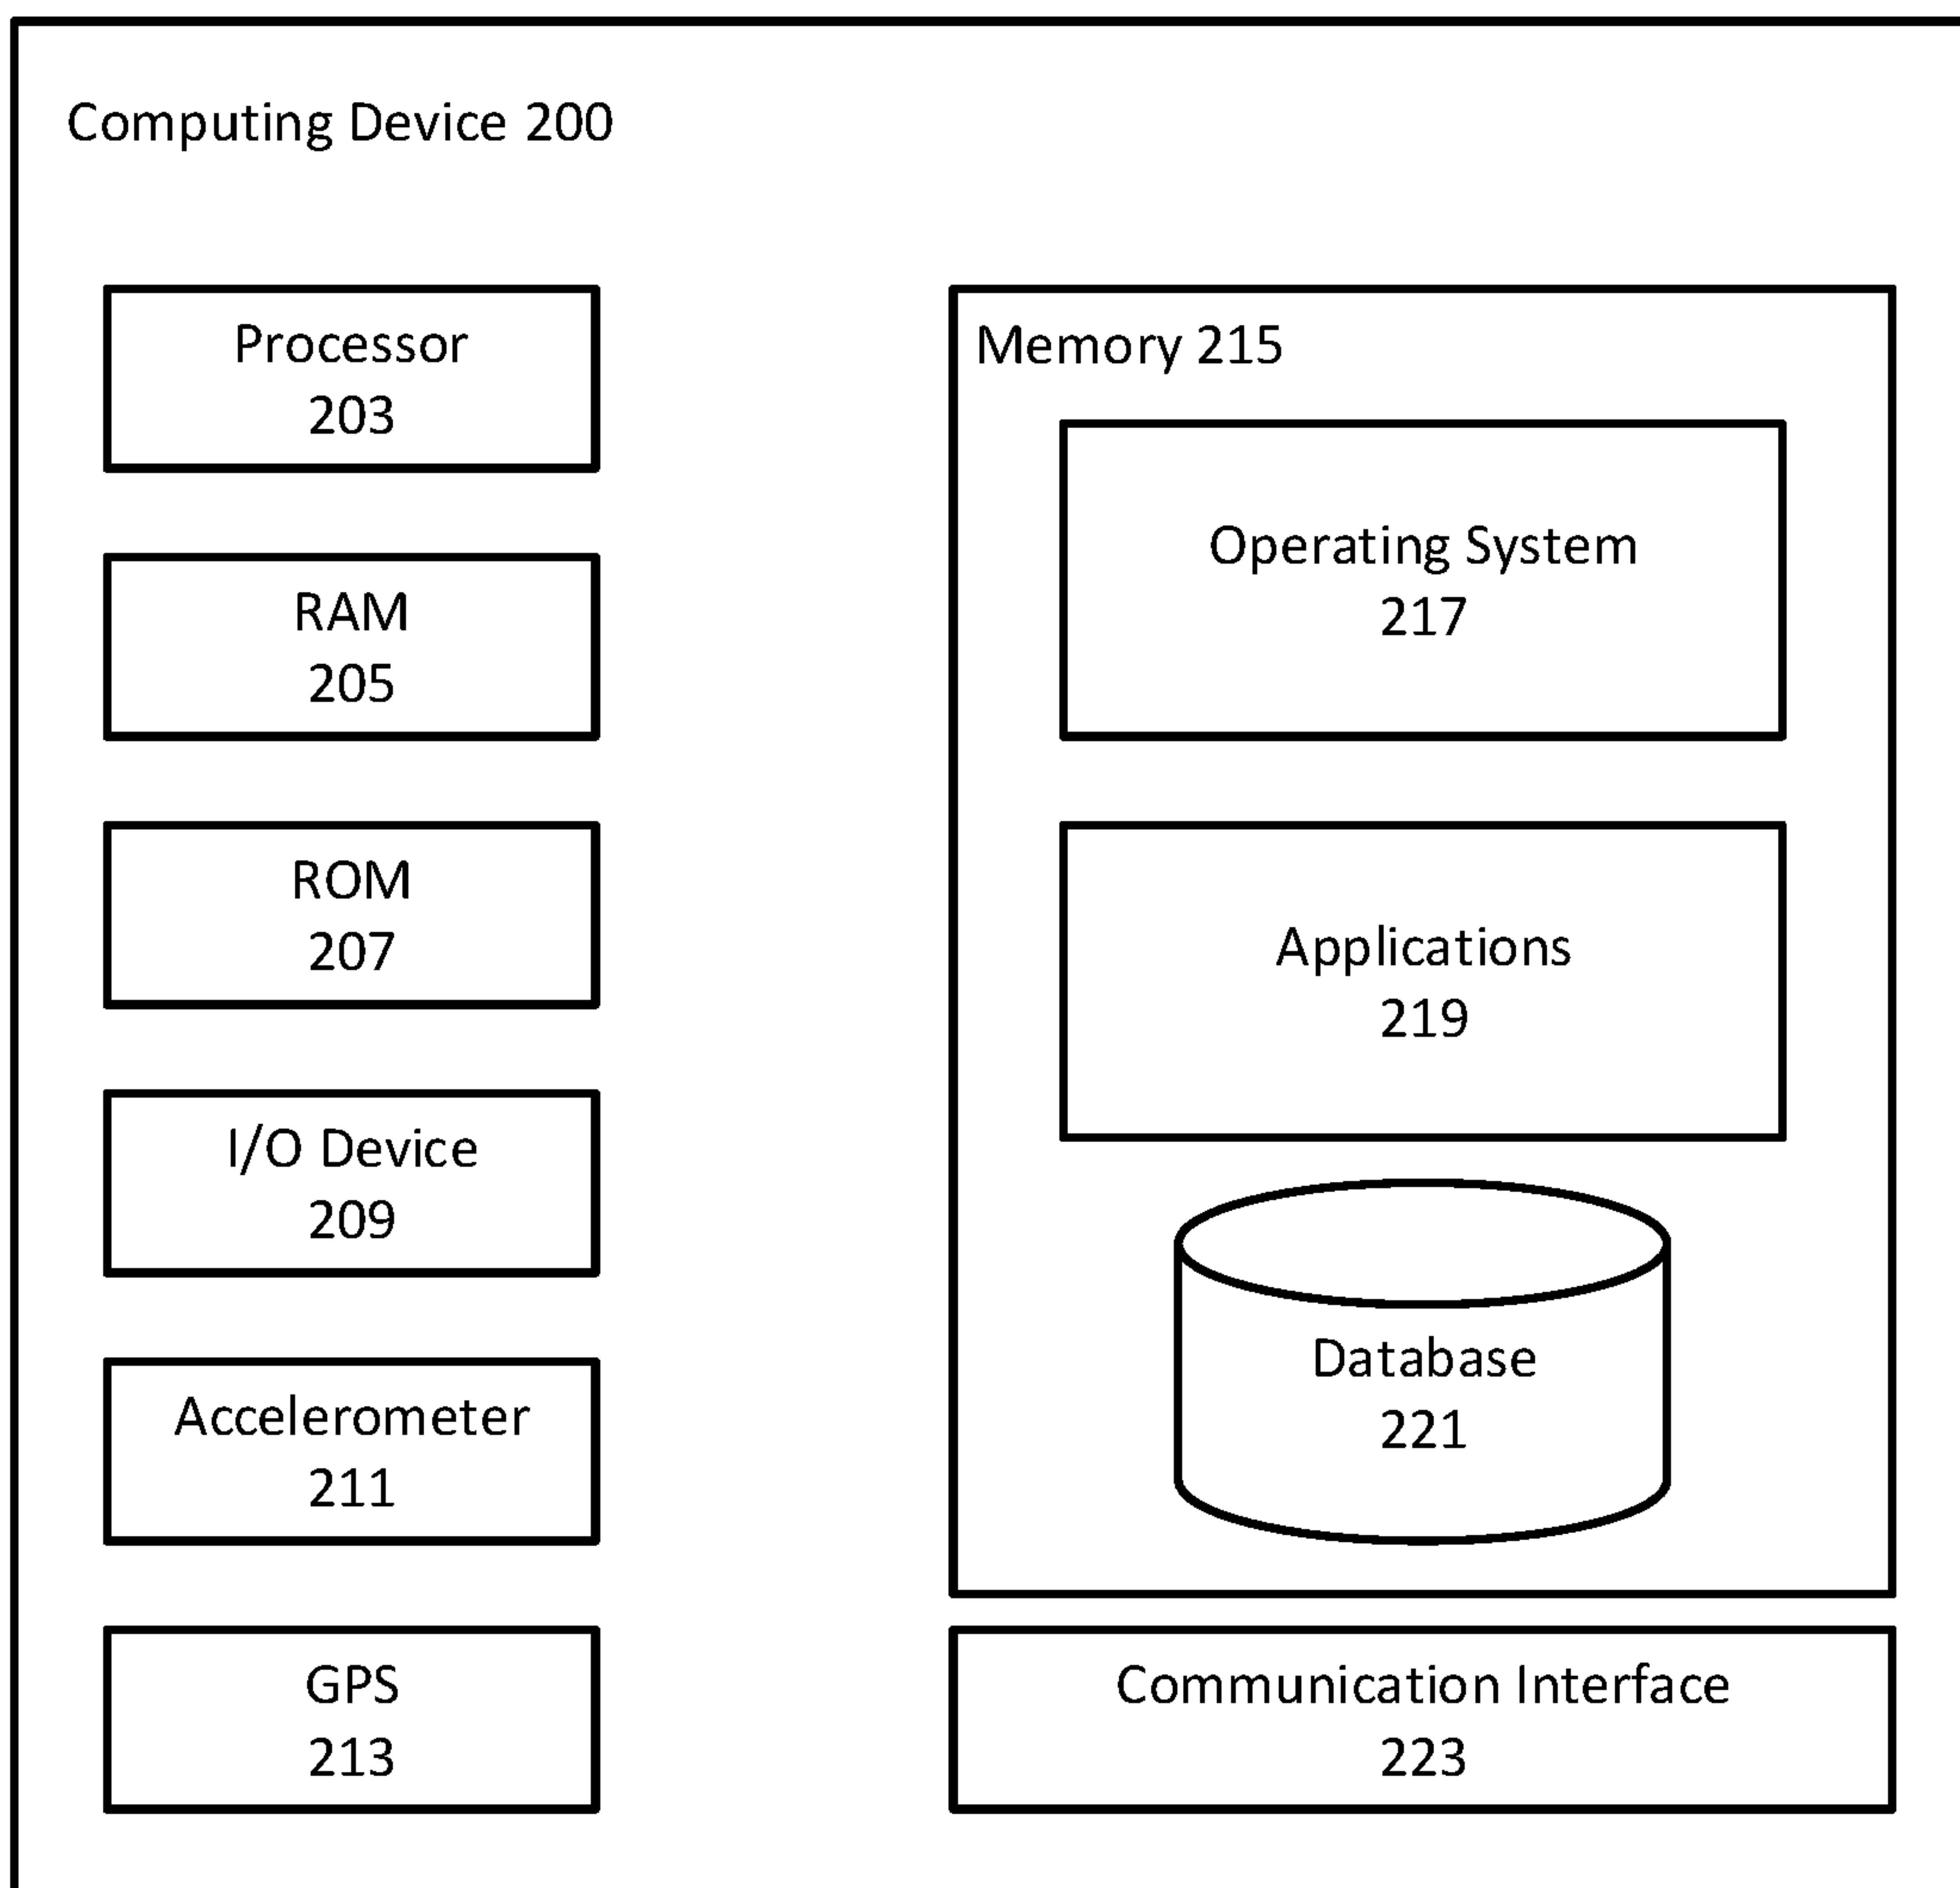 Computing Device 200
Processor
203
RAM
205
ROM
207
I/O Device
209
Accelerometer
211
GPS
213
Memory 215
Operating System
217
Applications
219
Database
221
Communication Interface
223